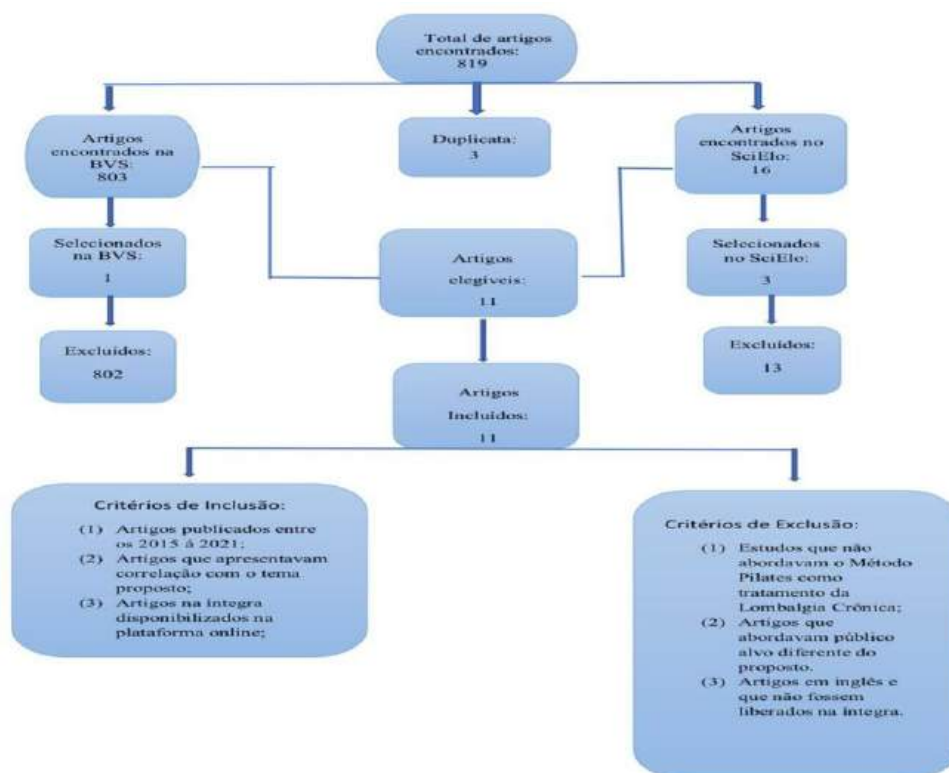 Total de artigos
encontrados:
819
Artigos
encontrados na
BVS:
803
Duplicata:
3
Artigos
encontrados no
SciElo:
16
Selecionados
na BVS:
1
Artigos
elegíveis:
11
Selecionados
no SciElo:
3
Excluídos:
802
Excluídos:
13
Artigos
Incluídos:
11
Critérios de Inclusão:
(1) Artigos publicados entre
os 2015 á 2021;
(2) Artigos que apresentavam
correlação com o tema
proposto;
(3) Artigos na íntegra
disponibilizados na
plataforma online;
Critérios de Exclusão:
(1) Estudos que não
abordavam o Método
Pilates como
tratamento da
Lombalgia Crônica;
(2) Artigos que
abordavam público
alvo diferente do
proposto.
(3) Artigos em inglês e
que não fossem
liberados na íntegra.